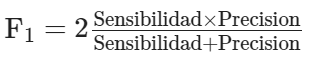 F₁ = 2 Sensibilidad×Precision / Sensibilidad+Precision